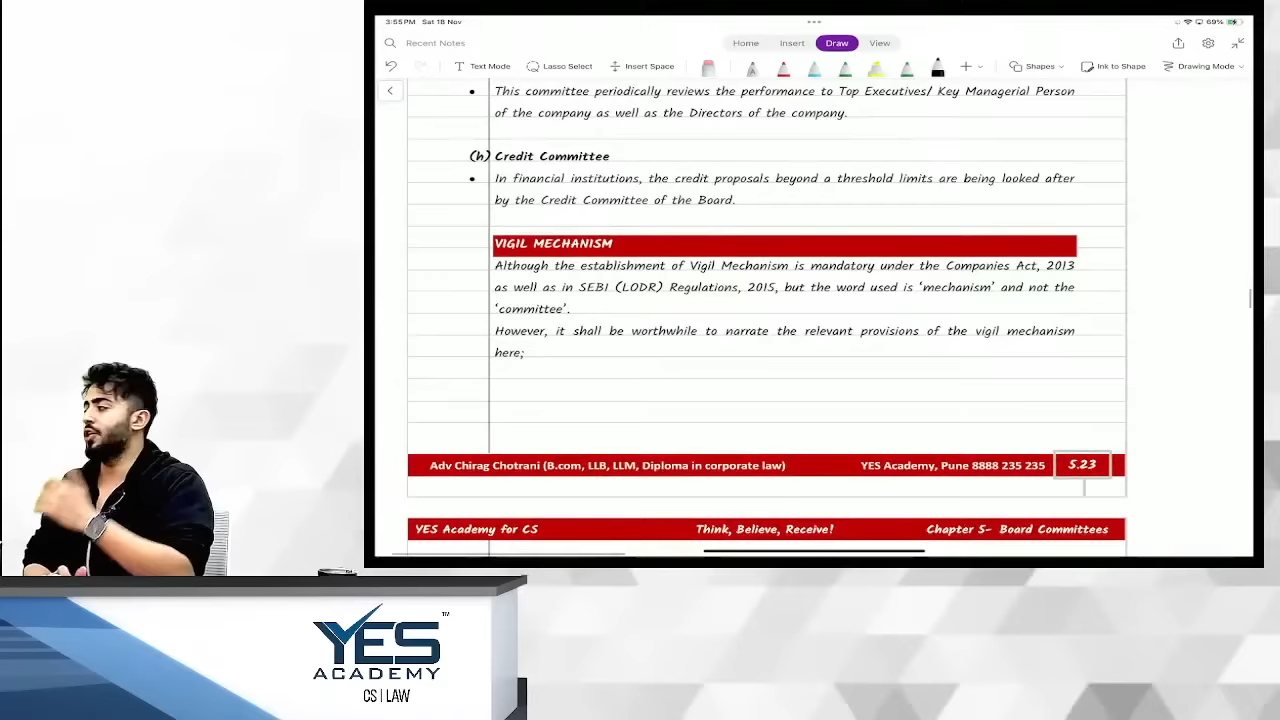 3:55 PM Sat 18 Nov
69%
Recent Notes
Home Insert Draw View
Text Mode Lasso Select Insert Space Shapes Ink to Shape Drawing Mode
This committee periodically reviews the performance to Top Executives/ Key Managerial Person
of the company as well as the Directors of the company.
(h) Credit Committee
In financial institutions, the credit proposals beyond a threshold limits are being looked after
by the Credit Committee of the Board.
VIGIL MECHANISM
Although the establishment of Vigil Mechanism is mandatory under the Companies Act, 2013
as well as in SEBI (LODR) Regulations, 2015, but the word used is ‘mechanism’ and not the
‘committee’.
However, it shall be worthwhile to narrate the relevant provisions of the vigil mechanism
here;
Adv Chirag Chotrani (B.com, LLB, LLM, Diploma in corporate law) YES Academy, Pune 8888 235 235 5.23
YES Academy for CS Think, Believe, Receive! Chapter 5- Board Committees
YES TM
ACADEMY
CS | LAW